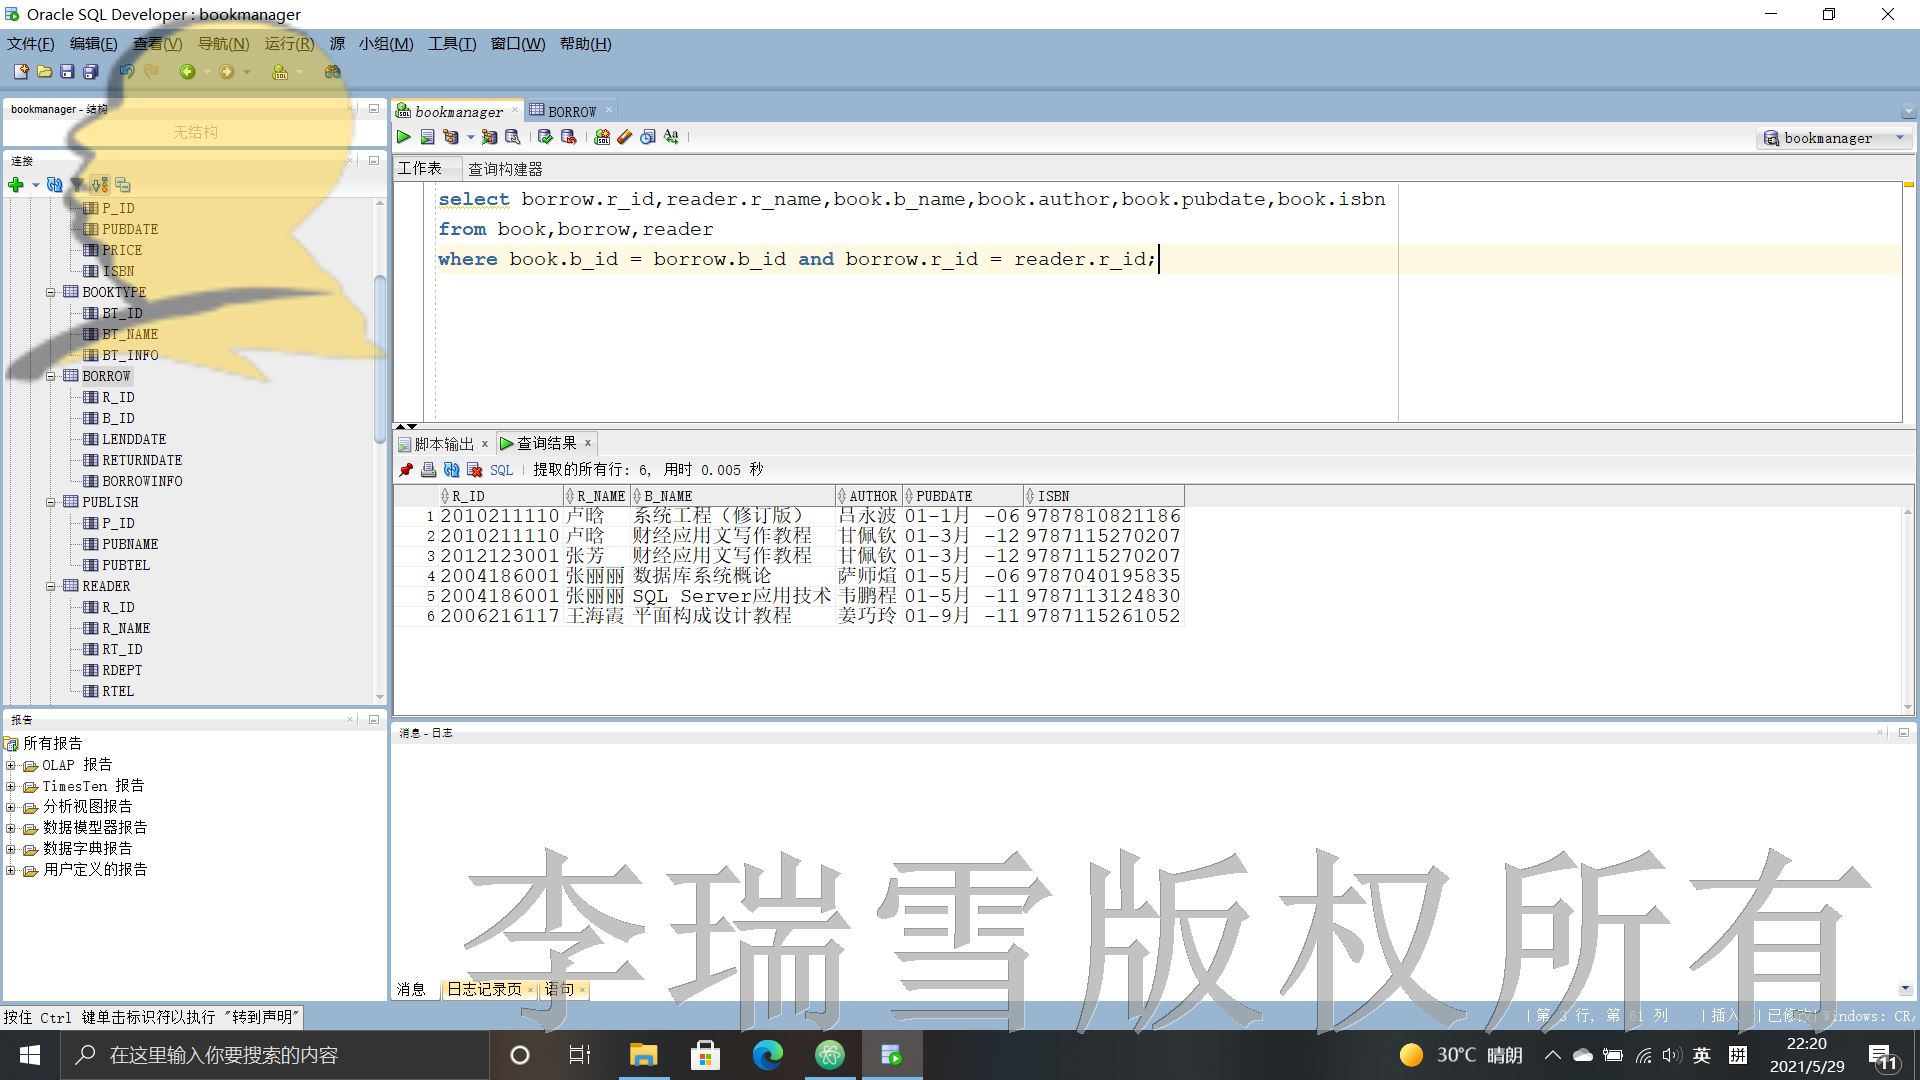 Oracle SQL Developer : bookmanager
文件(F) 编辑(E) 查看(V) 导航(N) 运行(R) 源 小组(M) 工具(T) 窗口(W) 帮助(H)
bookmanager - 结构
无结构
连接
P_ID
PUBDATE
PRICE
ISBN
BOOKTYPE
BT_ID
BT_NAME
BT_INFO
BORROW
R_ID
B_ID
LENDDATE
RETURNDATE
BORROWINFO
PUBLISH
P_ID
PUBNAME
PUBTEL
READER
R_ID
R_NAME
RT_ID
RDEPT
RTEL
报告
所有报告
OLAP 报告
TimesTen 报告
分析视图报告
数据模型器报告
数据字典报告
用户定义的报告
bookmanager BORROW
bookmanager
工作表 查询构建器
select borrow.r_id,reader.r_name,book.b_name,book.author,book.pubdate,book.isbn
from book,borrow,reader
where book.b_id = borrow.b_id and borrow.r_id = reader.r_id;
脚本输出 查询结果
SQL 提取的所有行: 6, 用时 0.005 秒
R_ID R_NAME B_NAME AUTHOR PUBDATE ISBN
1 2010211110 卢晗 系统工程（修订版） 吕永波 01-1月 -06 9787810821186
2 2010211110 卢晗 财经应用文写作教程 甘佩钦 01-3月 -12 9787115270207
3 2012123001 张芳 财经应用文写作教程 甘佩钦 01-3月 -12 9787115270207
4 2004186001 张丽丽 数据库系统概论 萨师煊 01-5月 -06 9787040195835
5 2004186001 张丽丽 SQL Server应用技术 韦鹏程 01-5月 -11 9787113124830
6 2006216117 王海霞 平面构成设计教程 姜巧玲 01-9月 -11 9787115261052
消息 - 日志
李瑞雪版权所有
消息 日志记录页 语句
按住 Ctrl 键单击标识符以执行 "转到声明"
第 3 行, 第 61 列 插入 已修改 Windows: CR/
在这里输入你要搜索的内容
30°C 晴朗 英 拼
22:20
2021/5/29
11